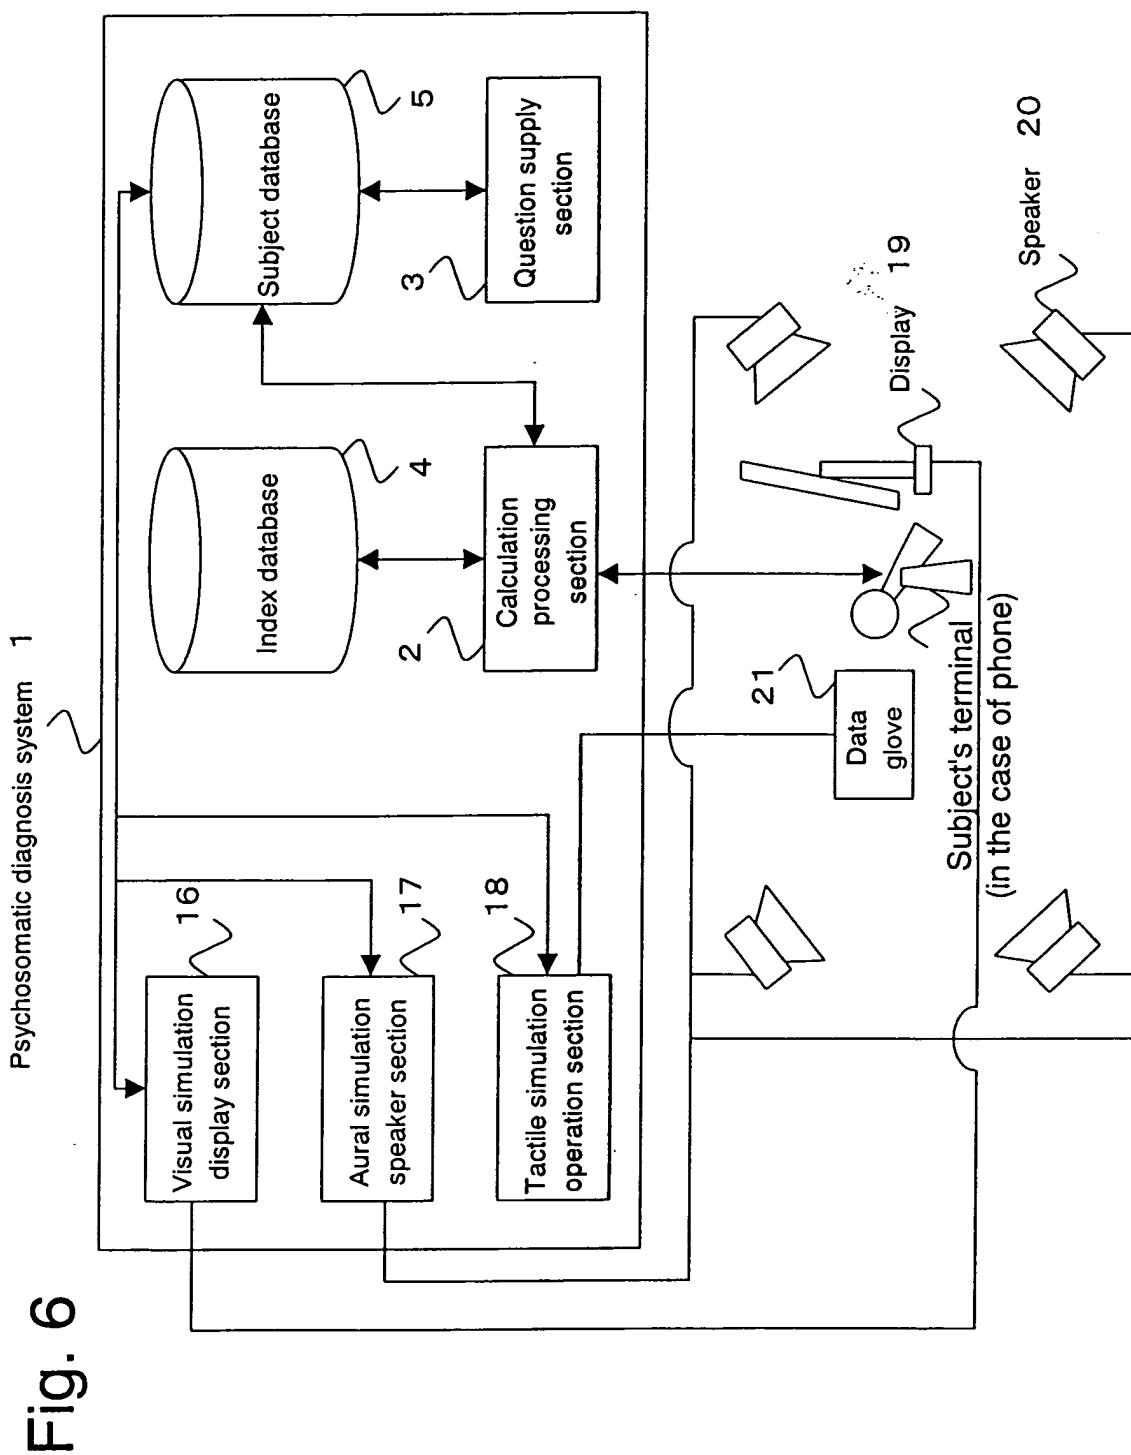 Fig. 6
Psychosomatic diagnosis system 1
Visual simulation
display section
16
Aural simulation
speaker section
17
Tactile simulation
operation section
18
Index database
4
Calculation
processing
section
2
Subject database
5
Question supply
section
3
Data
glove
21
Subject's terminal
(in the case of phone)
Display 19
Speaker 20